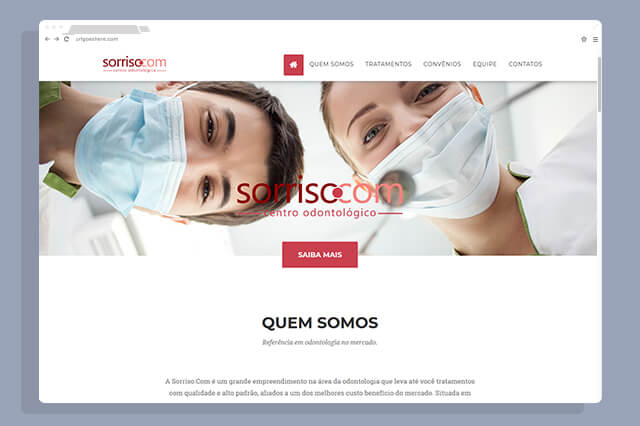 urlgoeshere.com
sorriso.com
centro odontológico
QUEM SOMOS TRATAMENTOS CONVÊNIOS EQUIPE CONTATOS
sorriso.com
centro odontológico
SAIBA MAIS
QUEM SOMOS
Referência em odontologia no mercado.
A Sorriso Com é um grande empreendimento na área da odontologia que leva até você tratamentos
com qualidade e alto padrão, aliados a um dos melhores custo benefício do mercado. Situada em